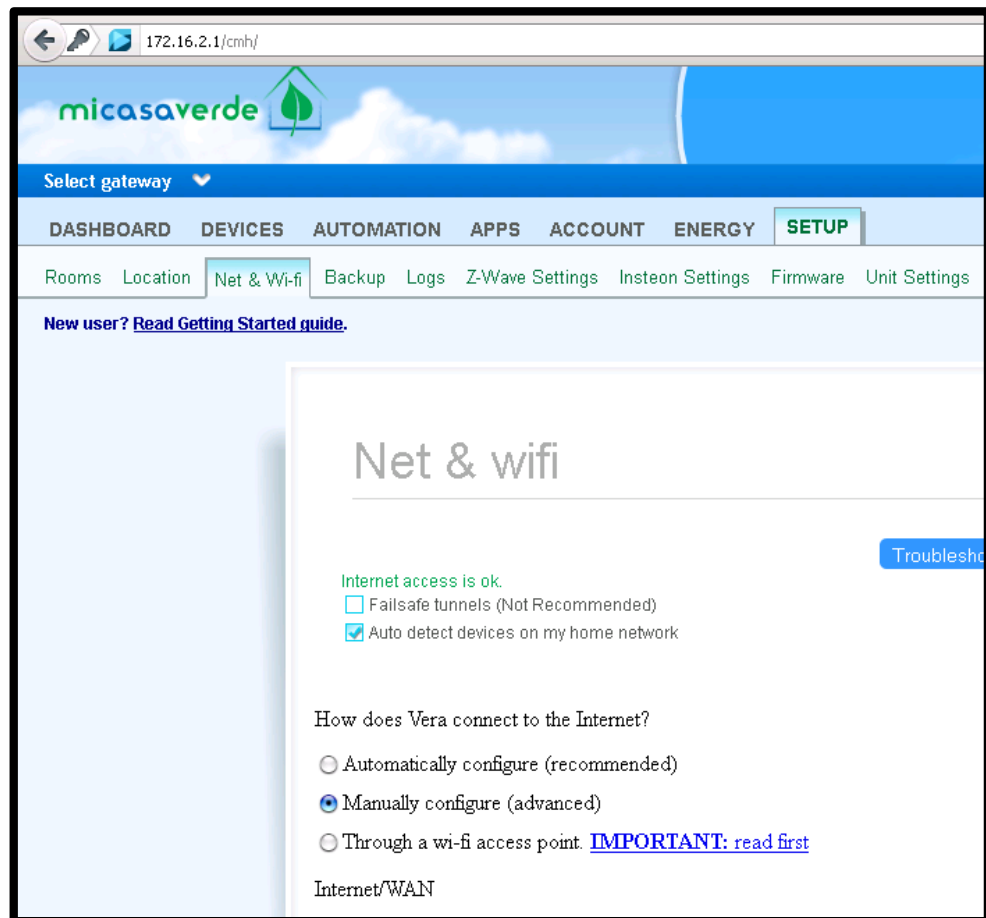 172.16.2.1/cmh/
micasaverde
Select gateway
DASHBOARD DEVICES AUTOMATION APPS ACCOUNT ENERGY SETUP
Rooms Location Net & Wi-fi Backup Logs Z-Wave Settings Insteon Settings Firmware Unit Settings
New user? Read Getting Started guide.
Net & wifi
Troublesho
Internet access is ok.
Failsafe tunnels (Not Recommended)
Auto detect devices on my home network
How does Vera connect to the Internet?
Automatically configure (recommended)
Manually configure (advanced)
Through a wi-fi access point. IMPORTANT: read first
Internet/WAN